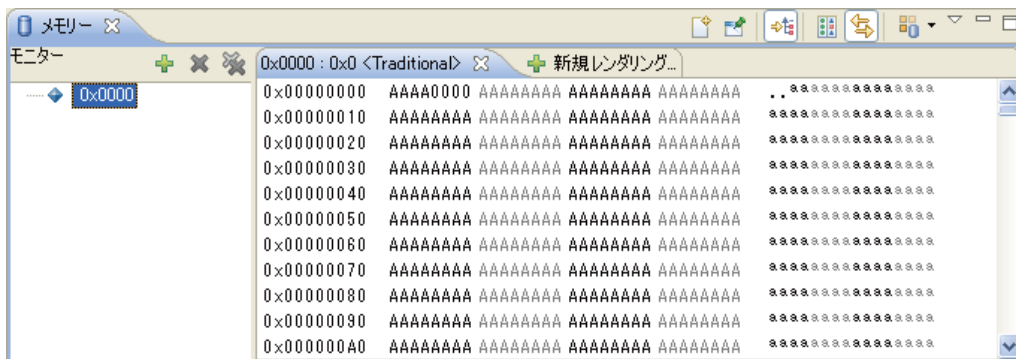 メモリー
モニター
0x0000 : 0x0 <Traditional> 新規レンダリング...
0x0000
0x00000000 AAAA0000 AAAAAAAA AAAAAAAA AAAAAAAA ..aaaaaaaaaaaaaa
0x00000010 AAAAAAAA AAAAAAAA AAAAAAAA AAAAAAAA aaaaaaaaaaaaaaaa
0x00000020 AAAAAAAA AAAAAAAA AAAAAAAA AAAAAAAA aaaaaaaaaaaaaaaa
0x00000030 AAAAAAAA AAAAAAAA AAAAAAAA AAAAAAAA aaaaaaaaaaaaaaaa
0x00000040 AAAAAAAA AAAAAAAA AAAAAAAA AAAAAAAA aaaaaaaaaaaaaaaa
0x00000050 AAAAAAAA AAAAAAAA AAAAAAAA AAAAAAAA aaaaaaaaaaaaaaaa
0x00000060 AAAAAAAA AAAAAAAA AAAAAAAA AAAAAAAA aaaaaaaaaaaaaaaa
0x00000070 AAAAAAAA AAAAAAAA AAAAAAAA AAAAAAAA aaaaaaaaaaaaaaaa
0x00000080 AAAAAAAA AAAAAAAA AAAAAAAA AAAAAAAA aaaaaaaaaaaaaaaa
0x00000090 AAAAAAAA AAAAAAAA AAAAAAAA AAAAAAAA aaaaaaaaaaaaaaaa
0x000000A0 AAAAAAAA AAAAAAAA AAAAAAAA AAAAAAAA aaaaaaaaaaaaaaaa